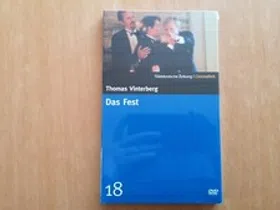 Süddeutsche Zeitung | Cinemathek
Thomas Vinterberg
Das Fest
18
DVD